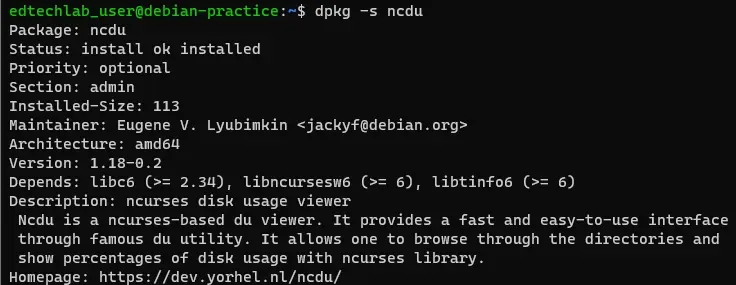 edtechlab_user@debian-practice:~$ dpkg -s ncdu
Package: ncdu
Status: install ok installed
Priority: optional
Section: admin
Installed-Size: 113
Maintainer: Eugene V. Lyubimkin <jackyf@debian.org>
Architecture: amd64
Version: 1.18-0.2
Depends: libc6 (>= 2.34), libncursesw6 (>= 6), libtinfo6 (>= 6)
Description: ncurses disk usage viewer
 Ncdu is a ncurses-based du viewer. It provides a fast and easy-to-use interface
 through famous du utility. It allows one to browse through the directories and
 show percentages of disk usage with ncurses library.
Homepage: https://dev.yorhel.nl/ncdu/